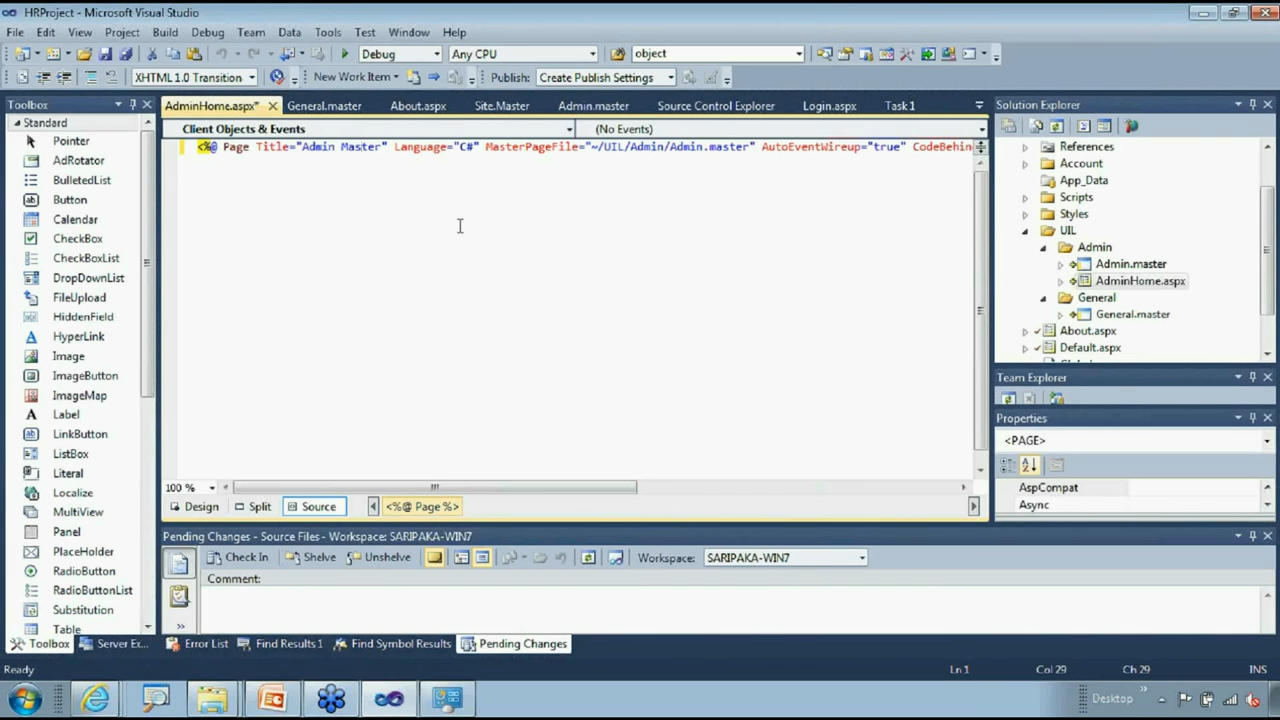 HRProject - Microsoft Visual Studio
File Edit View Project Build Debug Team Data Tools Test Window Help
Debug Any CPU object
XHTML 1.0 Transition New Work Item Publish: Create Publish Settings
Toolbox
Standard
Pointer
AdRotator
BulletedList
Button
Calendar
CheckBox
CheckBoxList
DropDownList
FileUpload
HiddenField
HyperLink
Image
ImageButton
ImageMap
Label
LinkButton
ListBox
Literal
Localize
MultiView
Panel
PlaceHolder
RadioButton
RadioButtonList
Substitution
Table
Toolbox Server Ex...
AdminHome.aspx* General.master About.aspx Site.Master Admin.master Source Control Explorer Login.aspx Task 1
Client Objects & Events (No Events)
<%@ Page Title="Admin Master" Language="C#" MasterPageFile="~/UIL/Admin/Admin.master" AutoEventWireup="true" CodeBehin
100 %
Design Split Source <%@ Page %>
Pending Changes - Source Files - Workspace: SARIPAKA-WIN7
Check In Shelve Unshelve Workspace: SARIPAKA-WIN7
Comment:
Error List Find Results 1 Find Symbol Results Pending Changes
Solution Explorer
References
Account
App_Data
Scripts
Styles
UIL
Admin
Admin.master
AdminHome.aspx
General
General.master
About.aspx
Default.aspx
Team Explorer
Properties
<PAGE>
AspCompat
Async
Ready Ln 1 Col 29 Ch 29 INS
Desktop